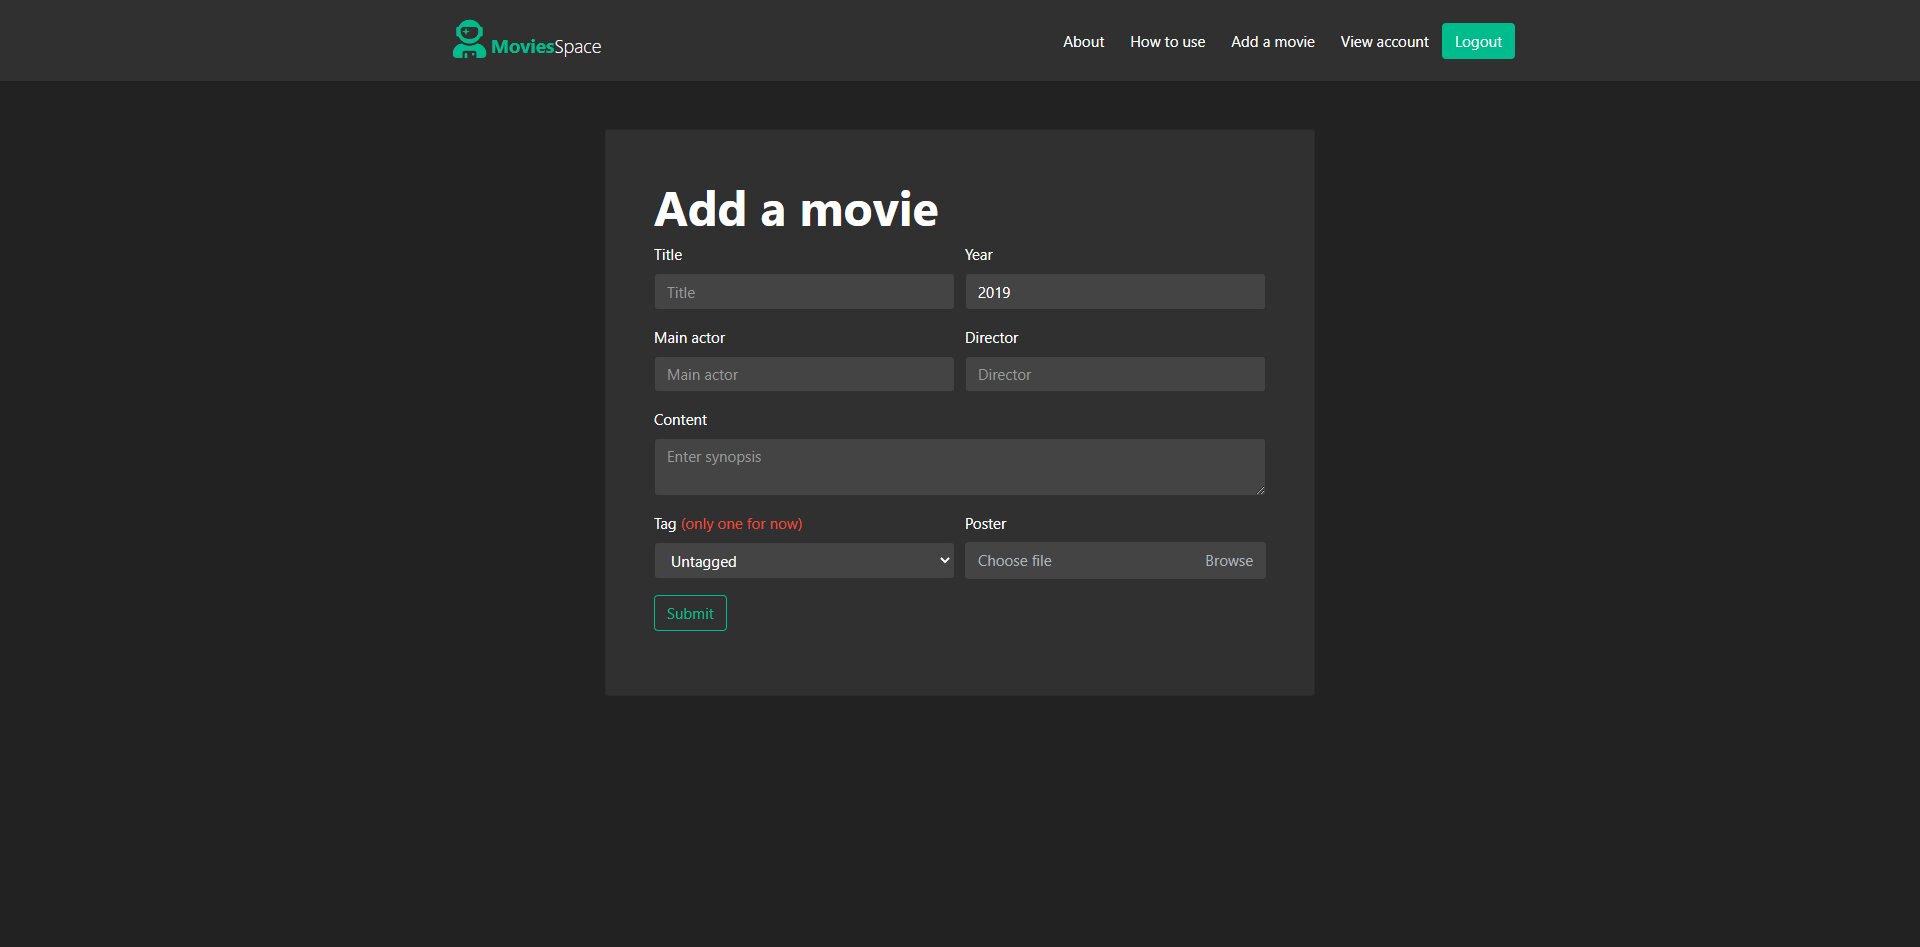 MoviesSpace
About How to use Add a movie View account Logout
Add a movie
Title Year
Title 2019
Main actor Director
Main actor Director
Content
Enter synopsis
Tag (only one for now) Poster
Untagged Choose file Browse
Submit